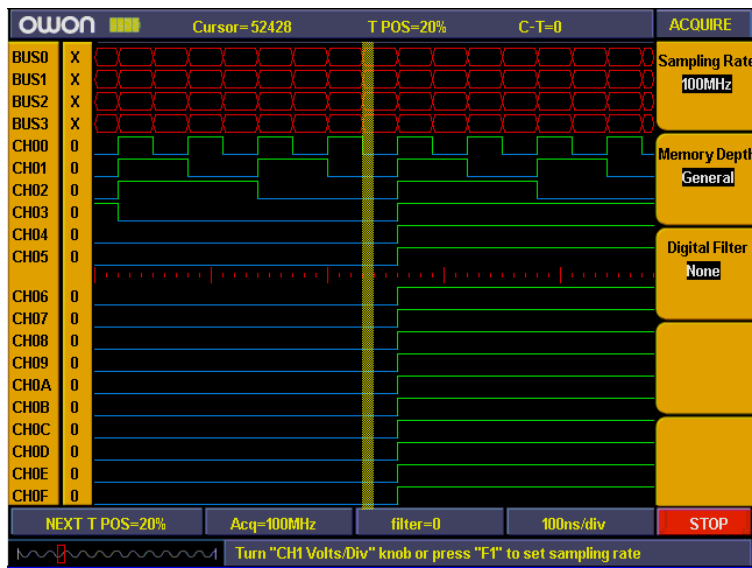 owon Cursor=52428 T POS=20% C-T=0 ACQUIRE
BUS0 X
BUS1 X
BUS2 X
BUS3 X
CH00 0
CH01 0
CH02 0
CH03 0
CH04 0
CH05 0
CH06 0
CH07 0
CH08 0
CH09 0
CH0A 0
CH0B 0
CH0C 0
CH0D 0
CH0E 0
CH0F 0
Sampling Rate
100MHz
Memory Depth
General
Digital Filter
None
NEXT T POS=20% Acq=100MHz filter=0 100ns/div STOP
Turn "CH1 Volts/Div" knob or press "F1" to set sampling rate